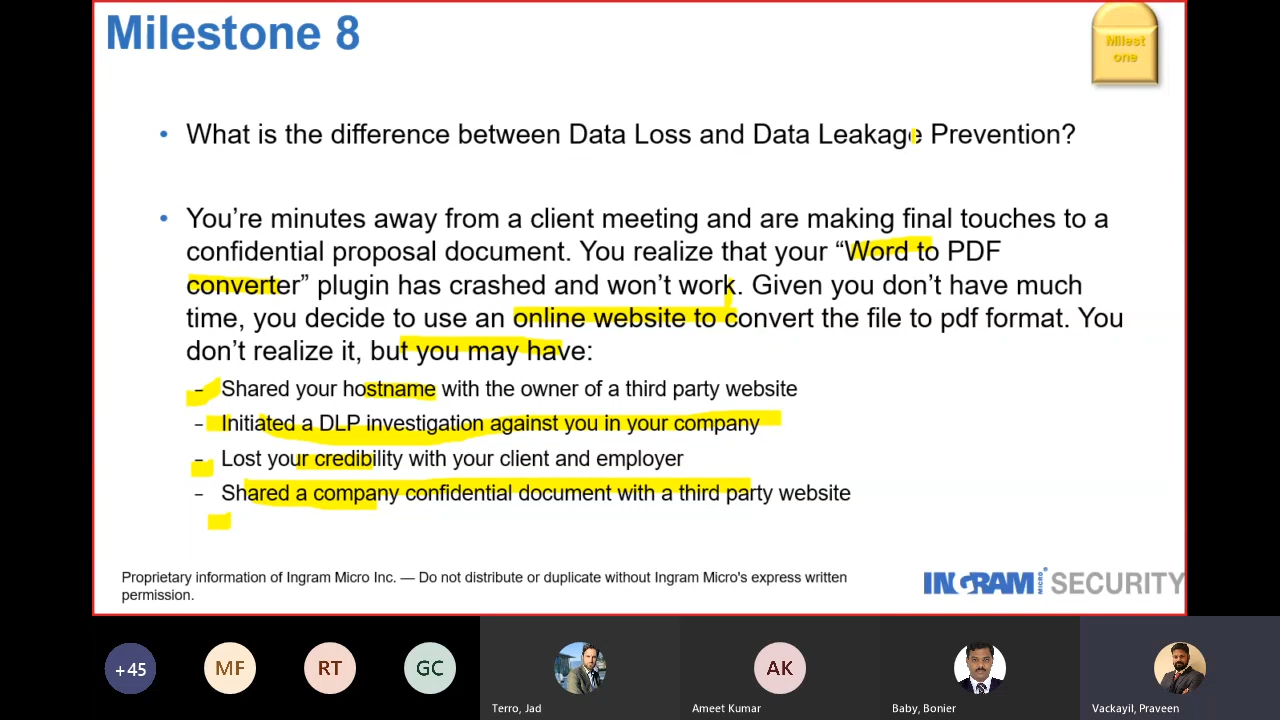 Milestone 8
Milest
one
• What is the difference between Data Loss and Data Leakage Prevention?
• You’re minutes away from a client meeting and are making final touches to a
confidential proposal document. You realize that your “Word to PDF
converter” plugin has crashed and won’t work. Given you don’t have much
time, you decide to use an online website to convert the file to pdf format. You
don’t realize it, but you may have:
– Shared your hostname with the owner of a third party website
– Initiated a DLP investigation against you in your company
– Lost your credibility with your client and employer
– Shared a company confidential document with a third party website
Proprietary information of Ingram Micro Inc. — Do not distribute or duplicate without Ingram Micro's express written
permission.
INGRAM MICRO SECURITY
+45
MF
RT
GC
AK
Terro, Jad
Ameet Kumar
Baby, Bonier
Vackayil, Praveen